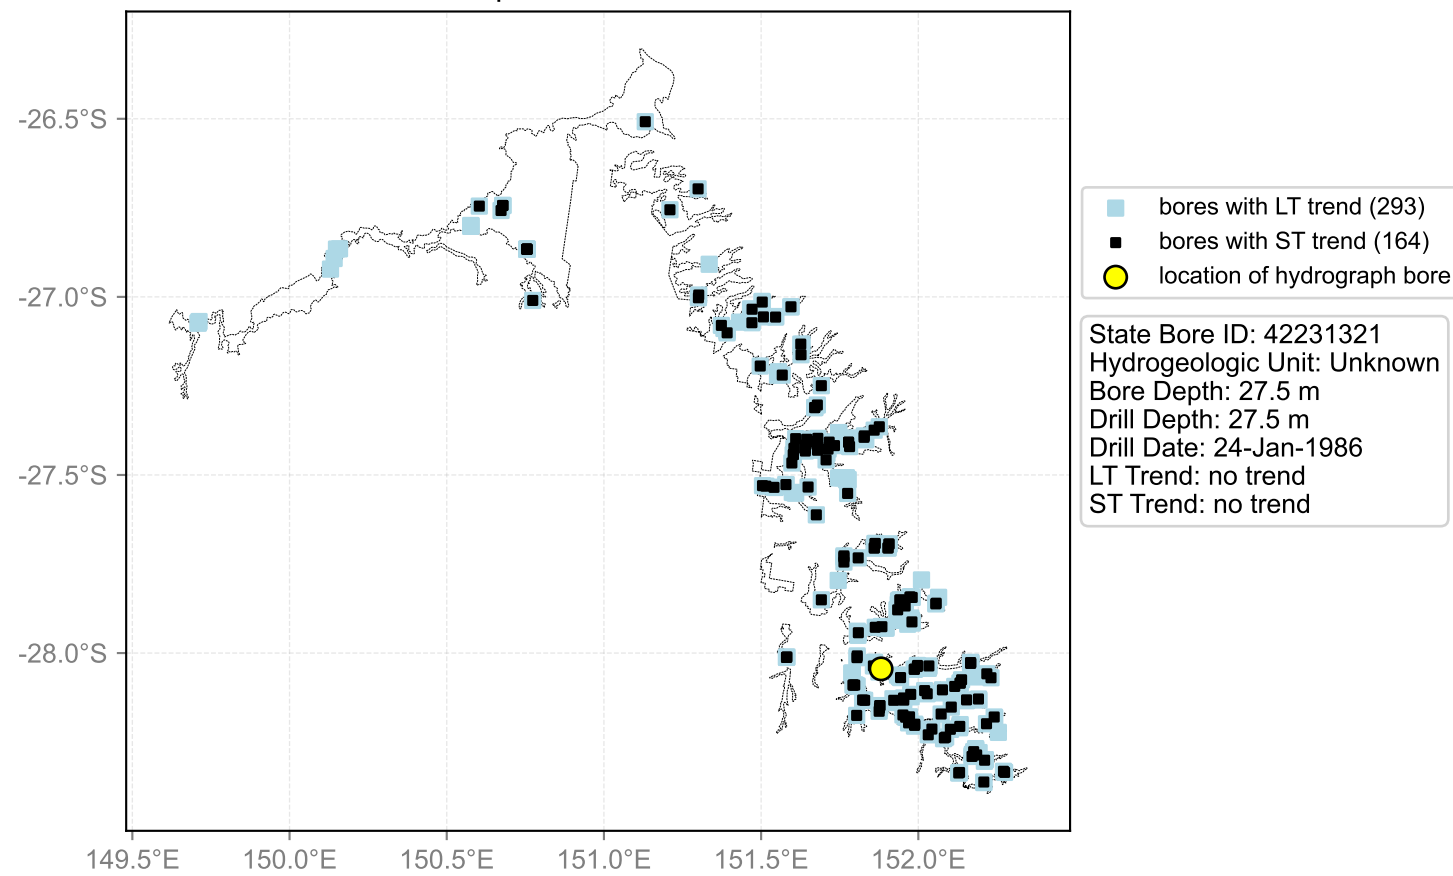 -26.5°S
-27.0°S
-27.5°S
-28.0°S
149.5°E
150.0°E
150.5°E
151.0°E
151.5°E
152.0°E
bores with LT trend (293)
bores with ST trend (164)
location of hydrograph bore
State Bore ID: 42231321
Hydrogeologic Unit: Unknown
Bore Depth: 27.5 m
Drill Depth: 27.5 m
Drill Date: 24-Jan-1986
LT Trend: no trend
ST Trend: no trend